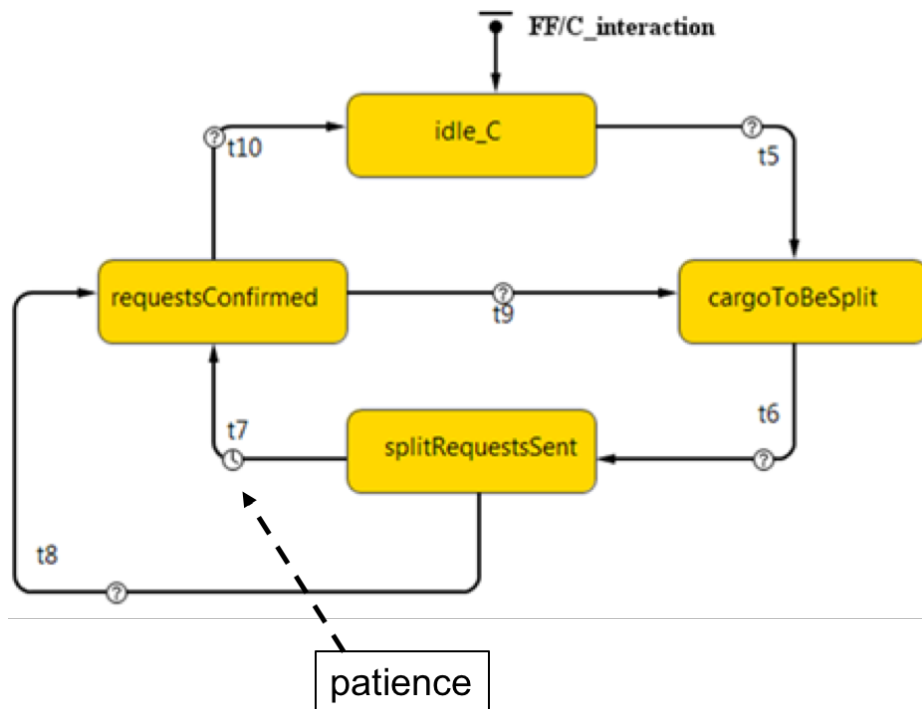 FF/C_interaction
idle_C
t10
t5
requestsConfirmed
cargoToBeSplit
t9
t7
t6
splitRequestsSent
t8
patience